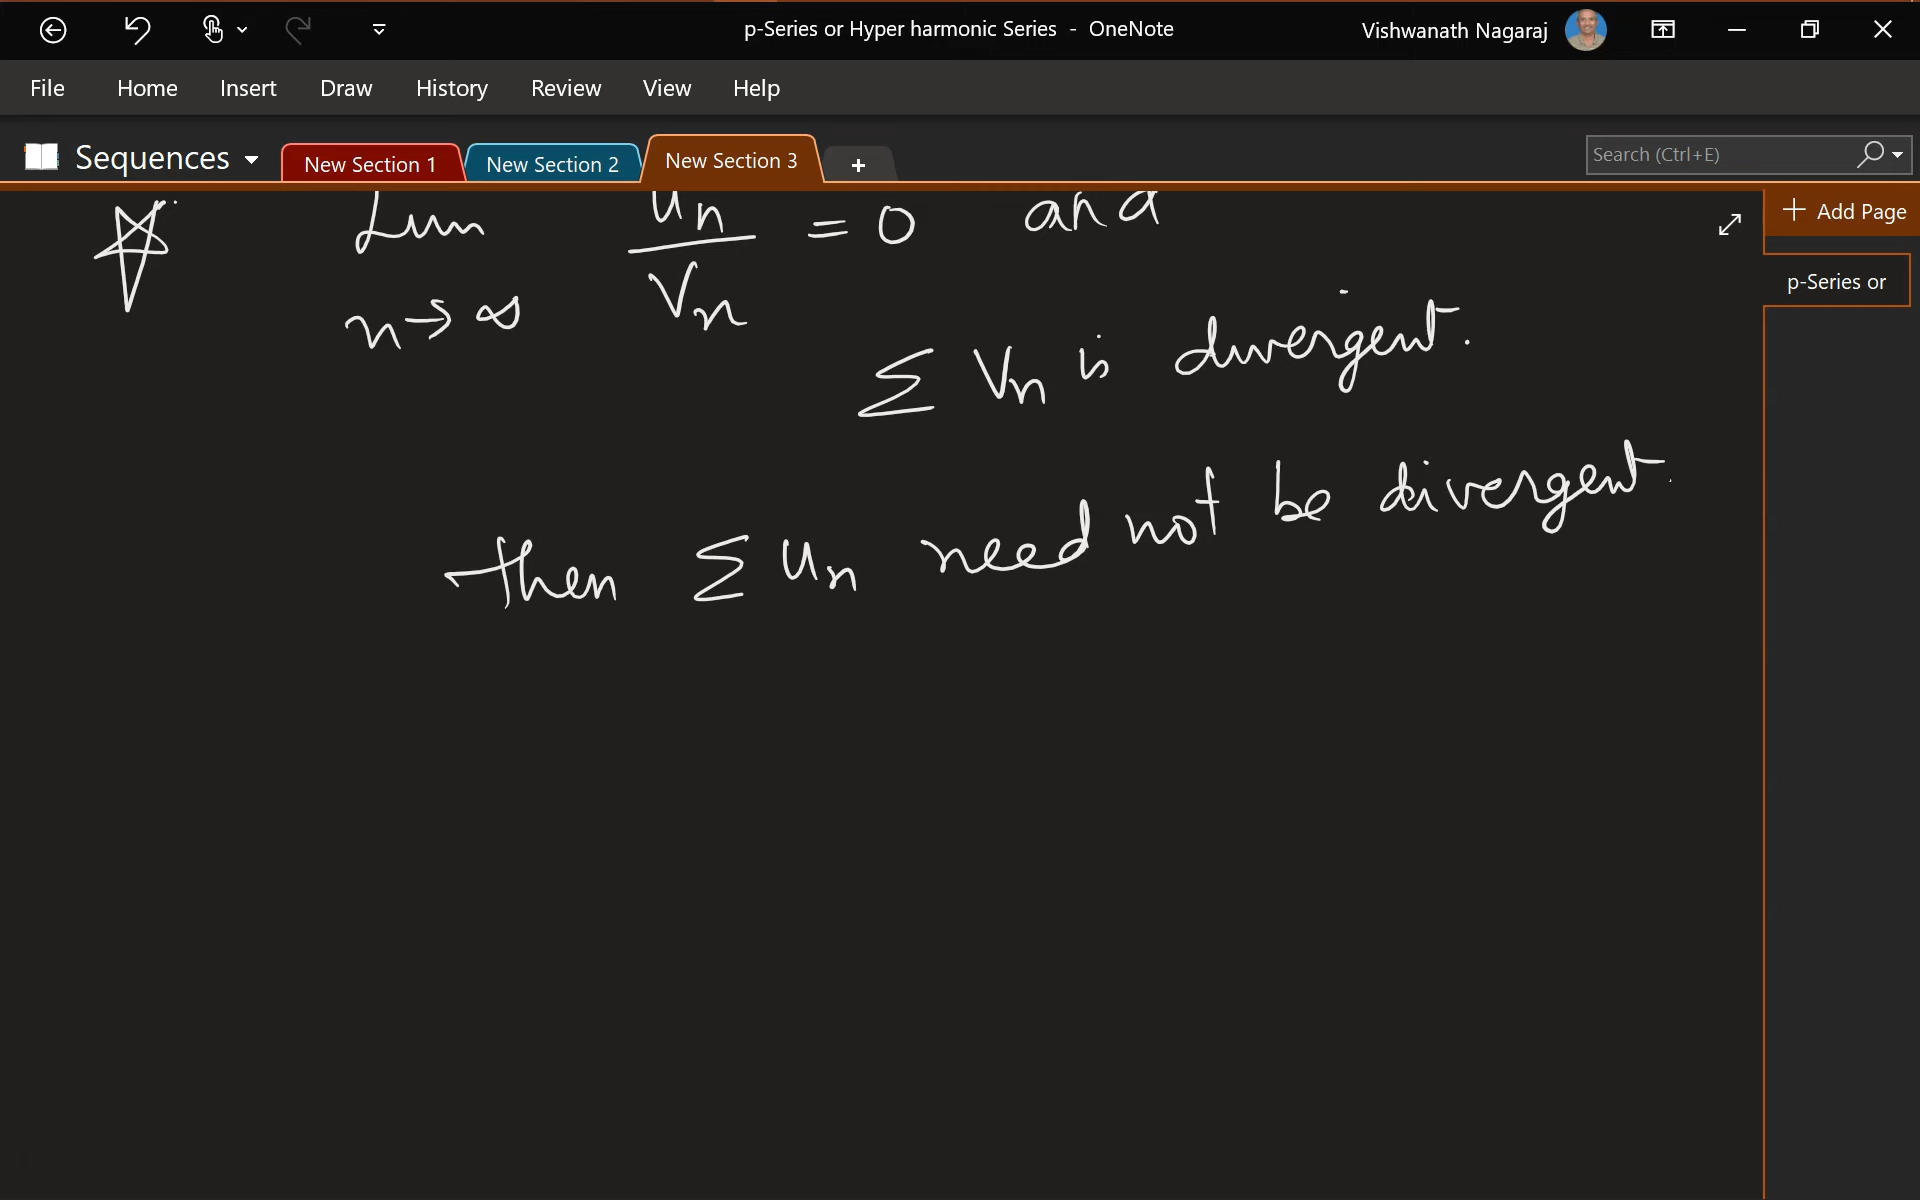 p-Series or Hyper harmonic Series - OneNote
Vishwanath Nagaraj
File Home Insert Draw History Review View Help
Sequences New Section 1 New Section 2 New Section 3 +
Search (Ctrl+E)
+ Add Page
p-Series or
Lim un/Vn = 0 and
n→∞
∑ Vn is divergent.
then ∑ un need not be divergent.